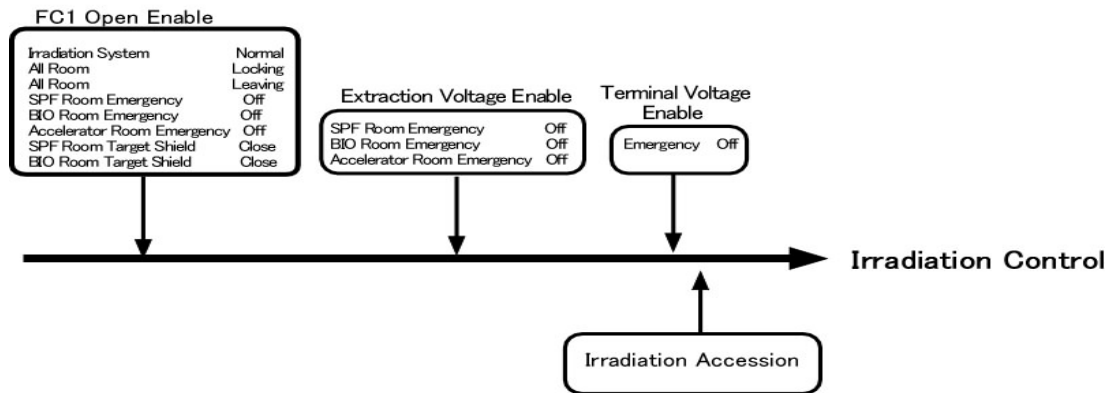 FC1 Open Enable
Irradiation System Normal
All Room Locking
All Room Leaving
SPF Room Emergency Off
BIO Room Emergency Off
Accelerator Room Emergency Off
SPF Room Target Shield Close
BIO Room Target Shield Close
Extraction Voltage Enable
SPF Room Emergency Off
BIO Room Emergency Off
Accelerator Room Emergency Off
Terminal Voltage
Enable
Emergency Off
Irradiation Control
Irradiation Accession